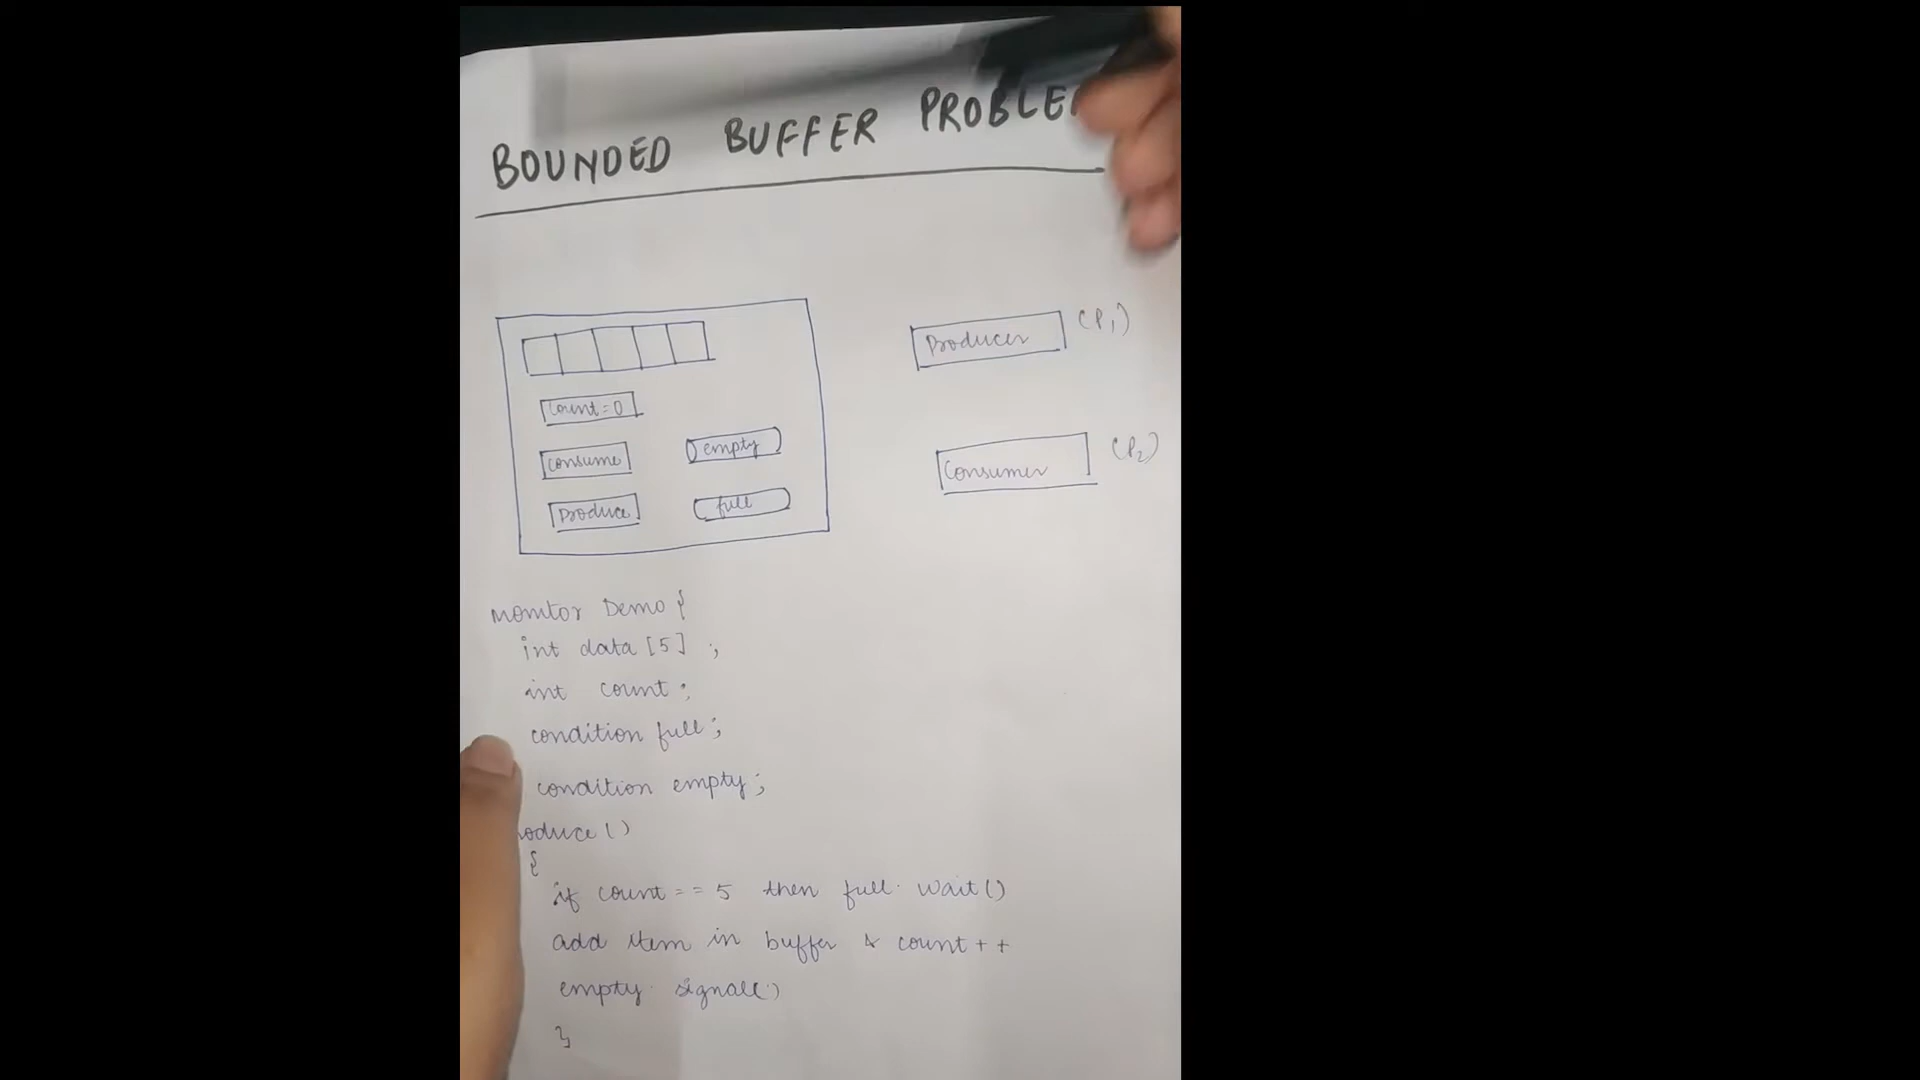 BOUNDED BUFFER
Producer (P1)
count=0
consume empty
Consumer (P2)
Produce full
monitor Demo {
int data [5] ;
int count ;
condition full ;
condition empty ;
oduce ( )
{
if count == 5 then full. wait ( )
add item in buffer & count ++
empty. signal ( )
}